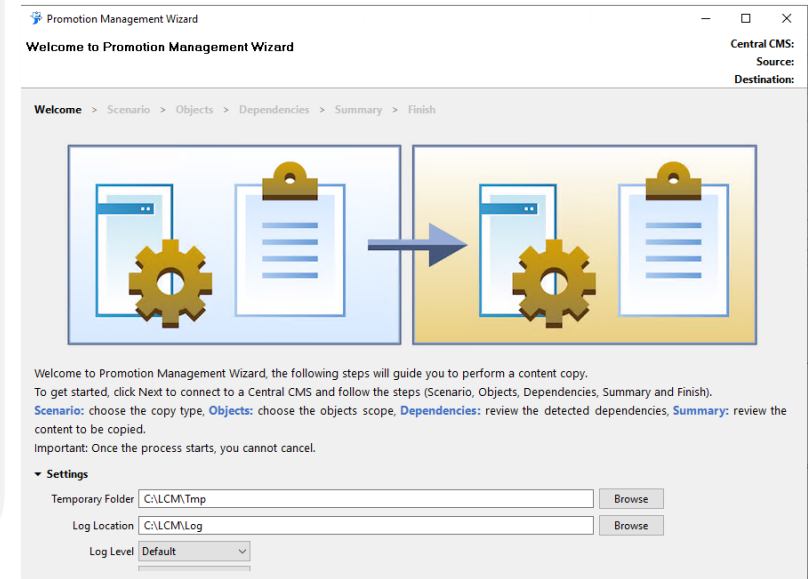 Promotion Management Wizard
Welcome to Promotion Management Wizard
Central CMS:
Source:
Destination:
Welcome > Scenario > Objects > Dependencies > Summary > Finish
Welcome to Promotion Management Wizard, the following steps will guide you to perform a content copy.
To get started, click Next to connect to a Central CMS and follow the steps (Scenario, Objects, Dependencies, Summary and Finish).
Scenario: choose the copy type, Objects: choose the objects scope, Dependencies: review the detected dependencies, Summary: review the
content to be copied.
Important: Once the process starts, you cannot cancel.
Settings
Temporary Folder C:\LCM\Tmp Browse
Log Location C:\LCM\Log Browse
Log Level Default